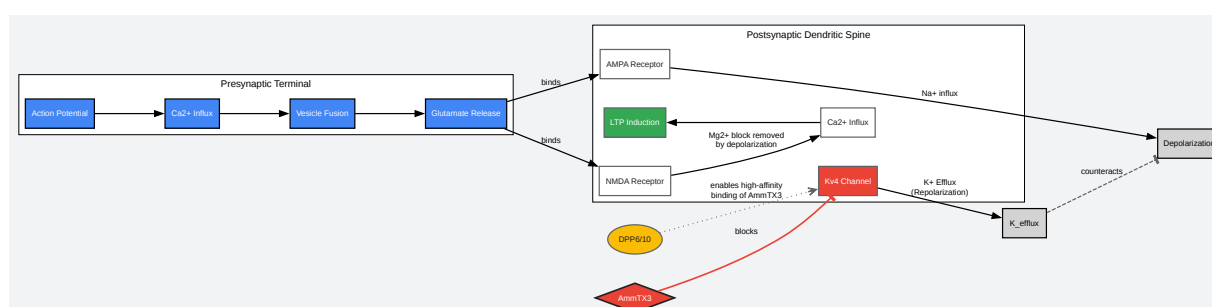 Postsynaptic Dendritic Spine
Presynaptic Terminal
Action Potential
Ca2+ Influx
Vesicle Fusion
Glutamate Release
binds
binds
AMPA Receptor
Na+ influx
LTP Induction
Ca2+ Influx
Mg2+ block removed
by depolarization
NMDA Receptor
enables high-affinity
binding of AmmTX3
Kv4 Channel
K+ Efflux
(Repolarization)
Depolarization
counteracts
K_efflux
DPP6/10
blocks
AmmTX3